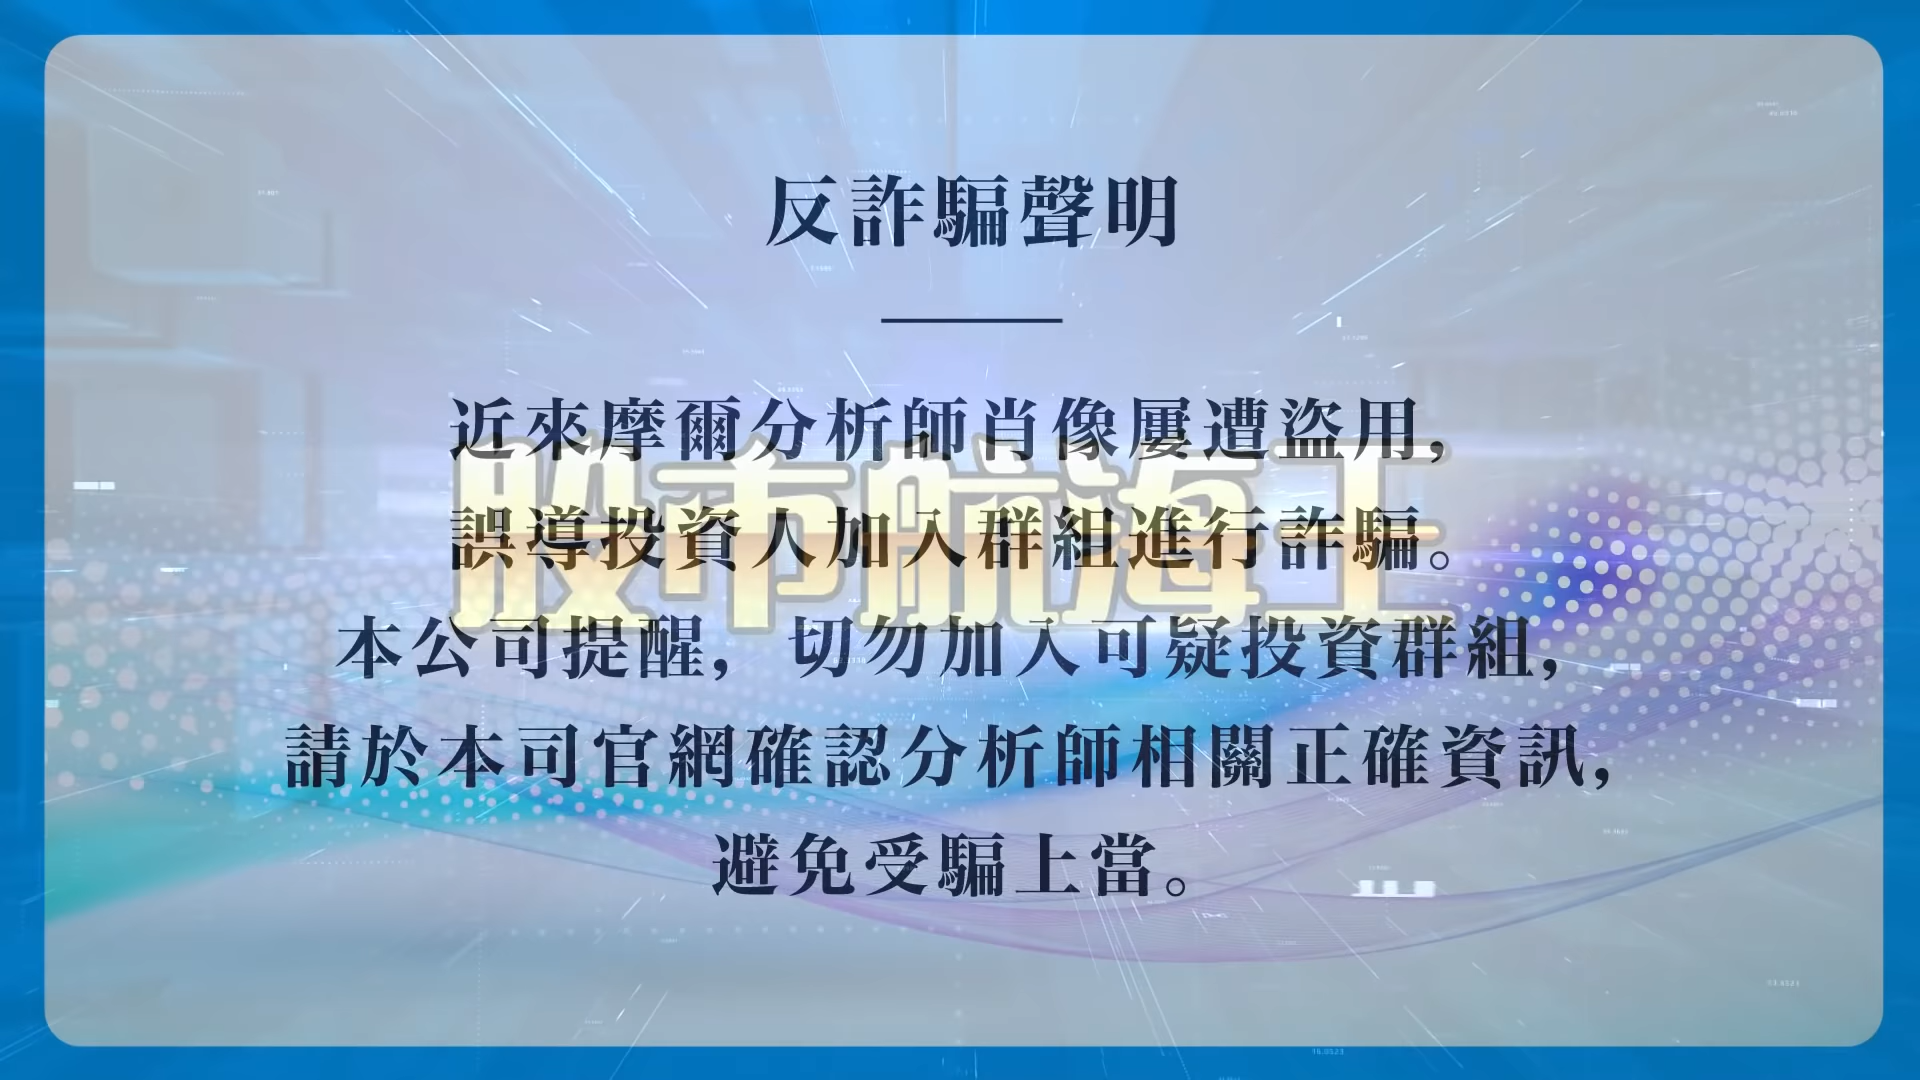 反詐騙聲明
近來摩爾分析師肖像屢遭盜用,
股市航海王
誤導投資人加入群組進行詐騙。
本公司提醒, 切勿加入可疑投資群組,
請於本司官網確認分析師相關正確資訊,
避免受騙上當。